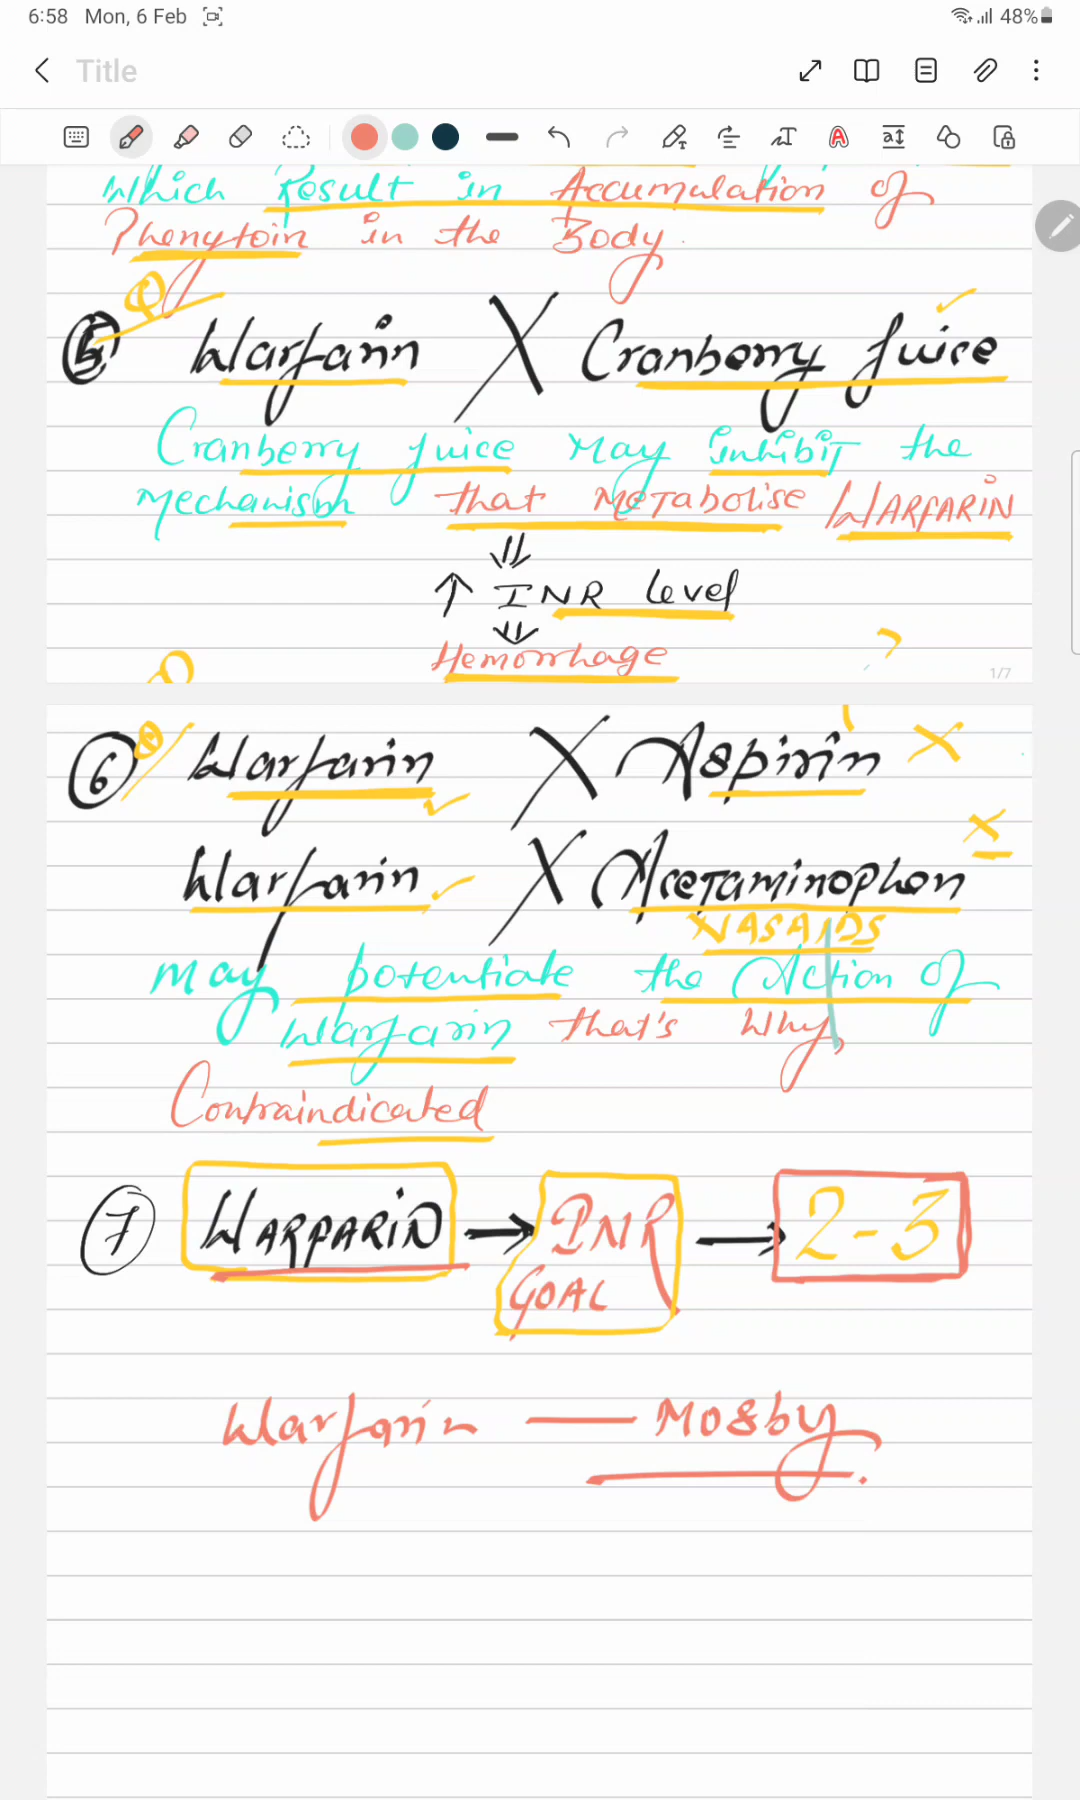 6:58 Mon, 6 Feb 48%
Title
Which Result in Accumulation of
Phenytoin in the Body.
5 Warfarin X Cranberry Juice
Cranberry juice may inhibit the
Mechanism that Metabolise WARFARIN
⇓
↑ INR level
⇓
Hemorrhage
1/7
6 Warfarin X Aspirin X
Warfarin X Acetaminophen X
NASAIDS
may potentiate the Action of
Warfarin that's Why,
Contraindicated
7 WARFARIN → INR → 2-3
GOAL
Warfarin — Mosby.